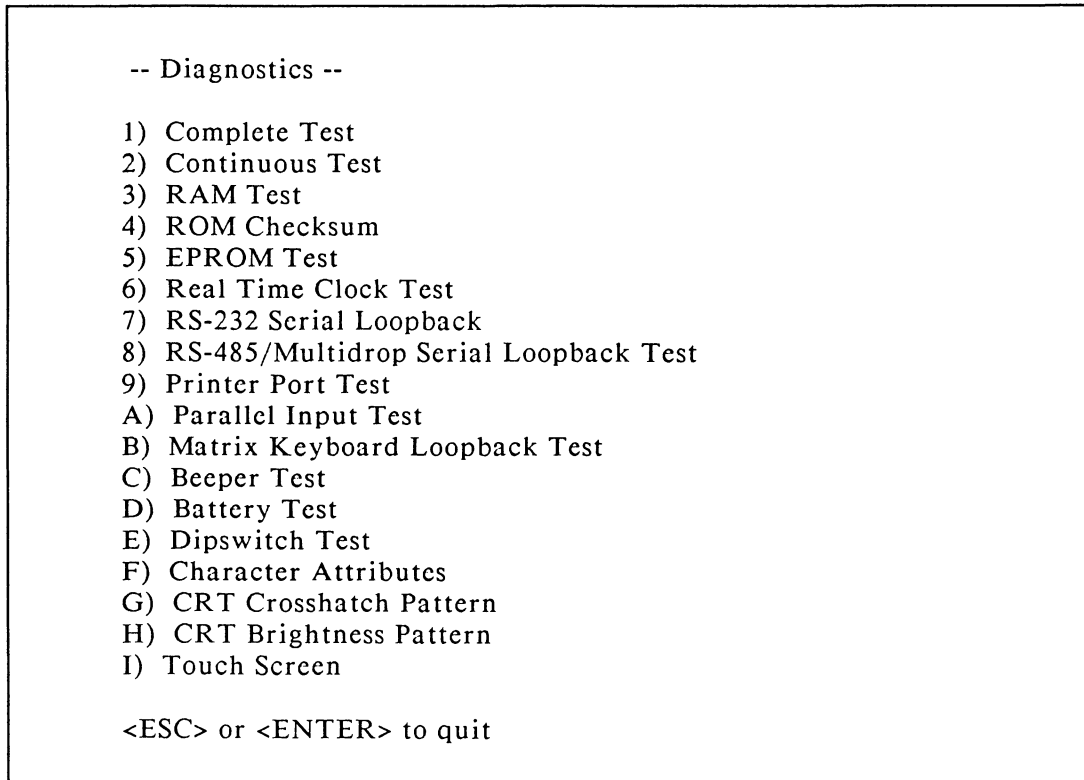 -- Diagnostics --
1) Complete Test
2) Continuous Test
3) RAM Test
4) ROM Checksum
5) EPROM Test
6) Real Time Clock Test
7) RS-232 Serial Loopback
8) RS-485/Multidrop Serial Loopback Test
9) Printer Port Test
A) Parallel Input Test
B) Matrix Keyboard Loopback Test
C) Beeper Test
D) Battery Test
E) Dipswitch Test
F) Character Attributes
G) CRT Crosshatch Pattern
H) CRT Brightness Pattern
I) Touch Screen
<ESC> or <ENTER> to quit